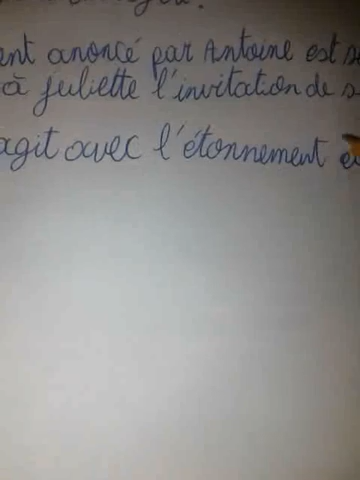 ent anoncé par Antoine est
à Juliette l'invitation de s
agit avec l'étonnement e